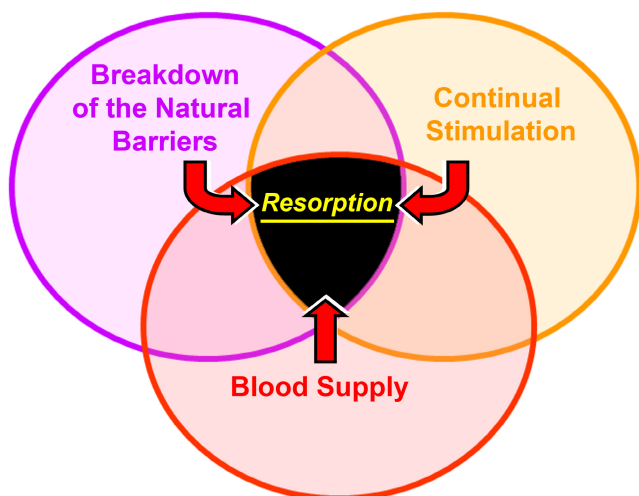 Breakdown
of the Natural
Barriers
Continual
Stimulation
Resorption
Blood Supply